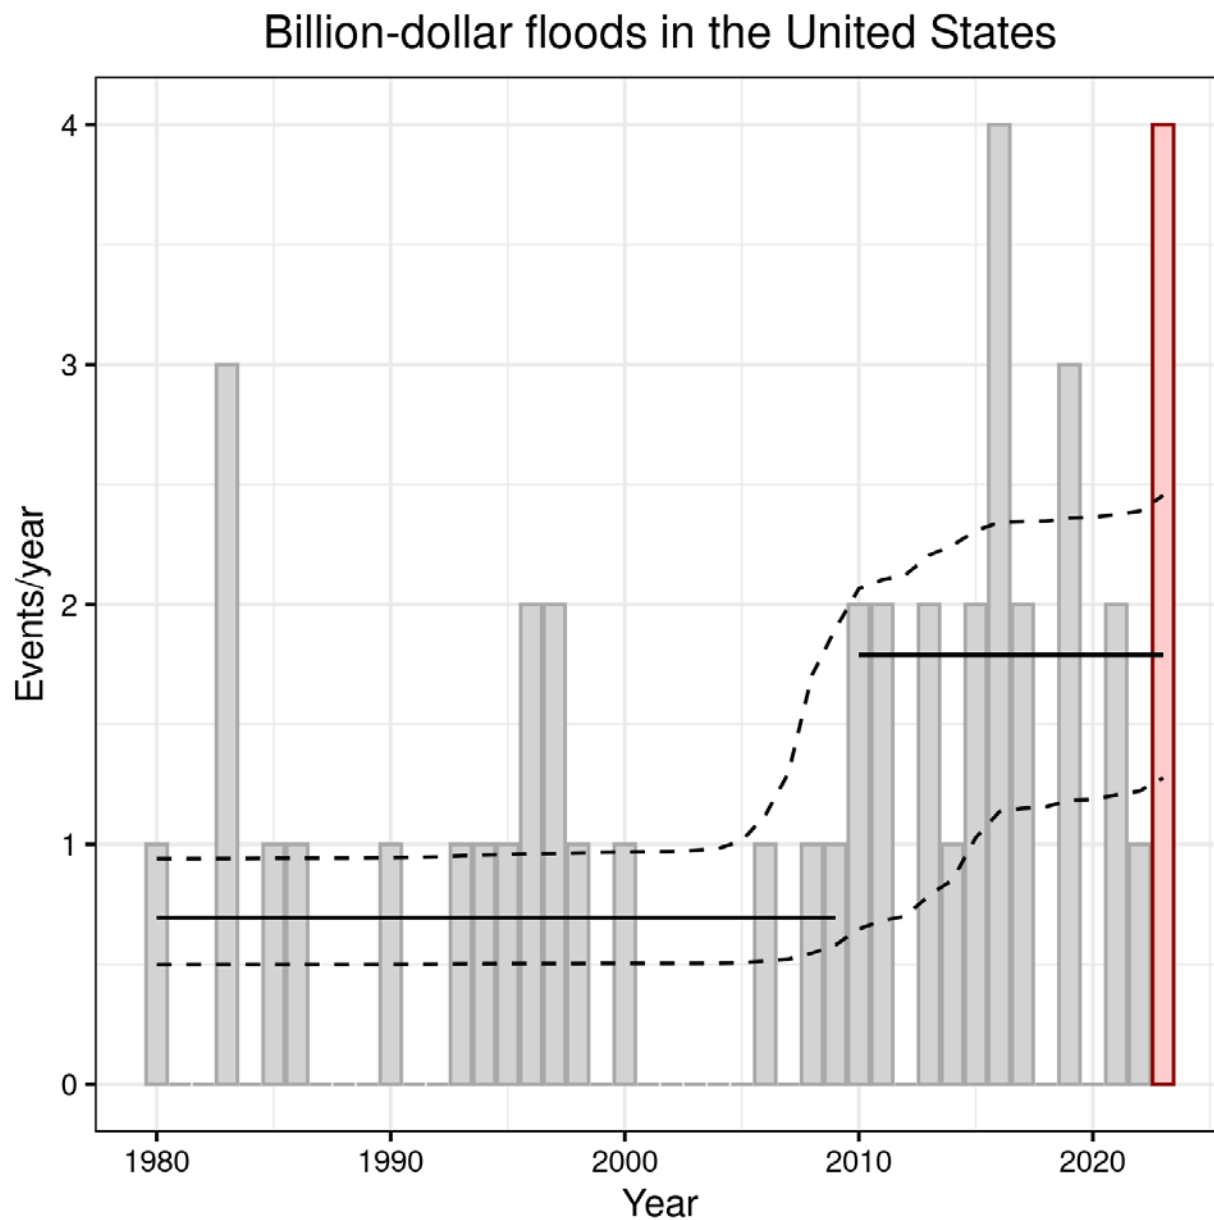 Billion-dollar floods in the United States
Events/year
4
3
2
1
0
1980 1990 2000 2010 2020
Year